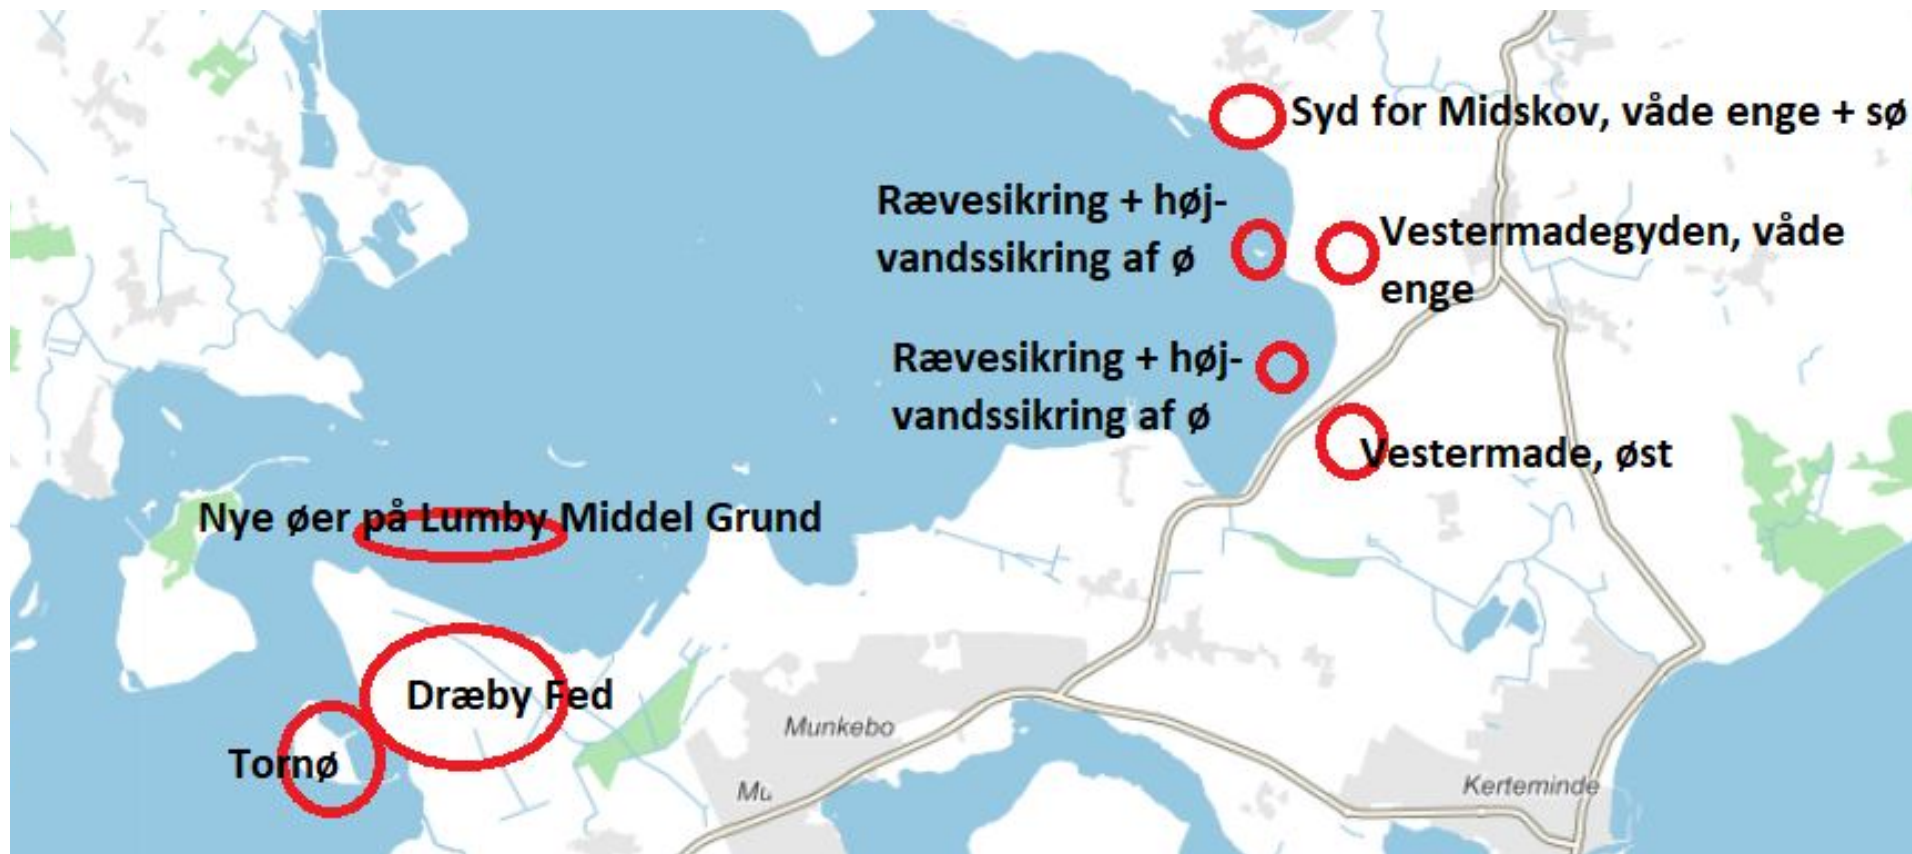 Syd for Midskov, våde enge + sø
Rævesikring + høj-
vandssikring af ø
Vestermadegyden, våde
enge
Rævesikring + høj-
vandssikring af ø
Vestermade, øst
Nye øer på Lumby Middel Grund
Dræby Fed
Munkebo
Tornø
Mu
Kerteminde